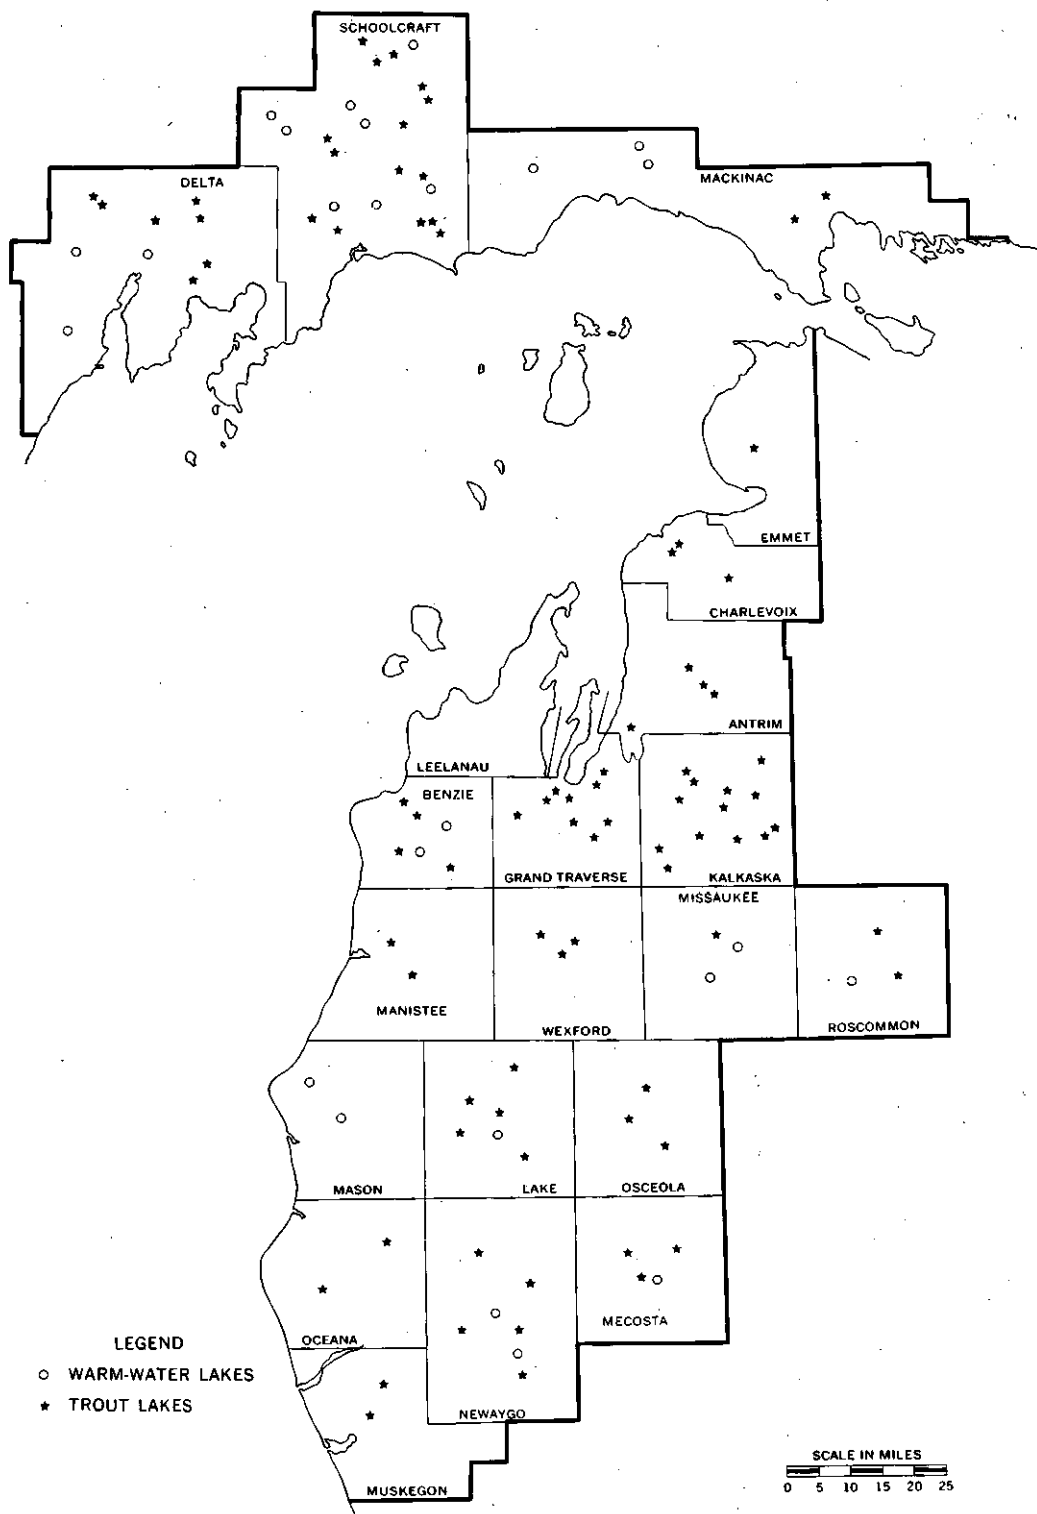 SCHOOLCRAFT
DELTA
MACKINAC
EMMET
CHARLEVOIX
ANTRIM
LEELANAU
BENZIE
GRAND TRAVERSE
KALKASKA
MISSAUKEE
MANISTEE
WEXFORD
ROSCOMMON
MASON
LAKE
OSCEOLA
OCEANA
MECOSTA
NEWAYGO
MUSKEGON
LEGEND
WARM-WATER LAKES
TROUT LAKES
SCALE IN MILES
0 5 10 15 20 25